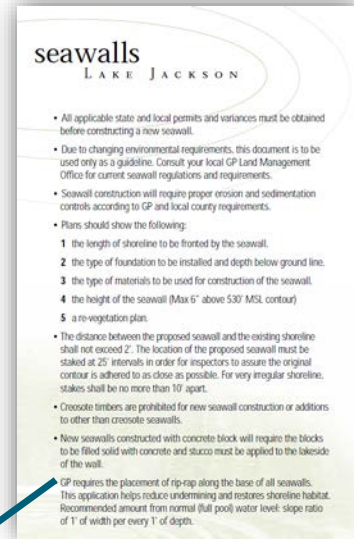 seawalls
LAKE JACKSON
• All applicable state and local permits and variances must be obtained
before constructing a new seawall.
• Due to changing environmental requirements, this document is to be
used only as a guideline. Consult your local GP Land Management
Office for current seawall regulations and requirements.
• Seawall construction will require proper erosion and sedimentation
controls according to GP and local county requirements.
• Plans should show the following:
1 the length of shoreline to be fronted by the seawall.
2 the type of foundation to be installed and depth below ground line.
3 the type of materials to be used for construction of the seawall.
4 the height of the seawall (Max 6" above 530' MSL contour)
5 a re-vegetation plan.
• The distance between the proposed seawall and the existing shoreline
shall not exceed 2'. The location of the proposed seawall must be
staked at 25' intervals in order for inspectors to assure the original
contour is adhered to as close as possible. For very irregular shoreline,
stakes shall be no more than 10' apart.
• Creosote timbers are prohibited for new seawall construction or additions
to other than creosote seawalls.
• New seawalls constructed with concrete block will require the blocks
to be filled solid with concrete and stucco must be applied to the lakeside
of the wall.
GP requires the placement of rip-rap along the base of all seawalls.
This application helps reduce undermining and restores shoreline habitat.
Recommended amount from normal (full pool) water level: slope ratio
of 1' of width per every 1' of depth.